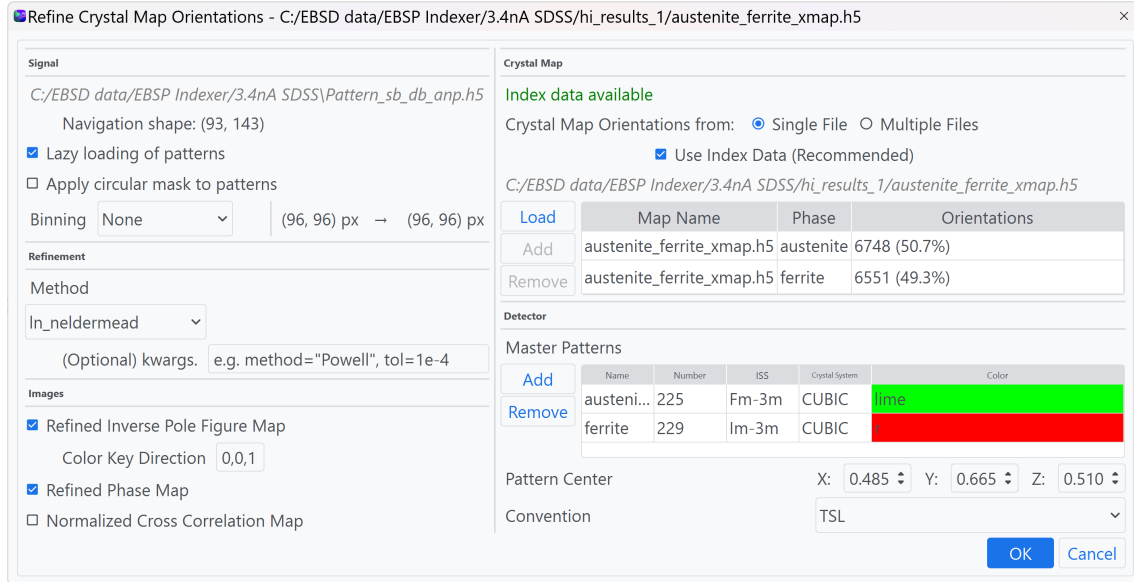 Refine Crystal Map Orientations - C:/EBSD data/EBSP Indexer/3.4nA SDSS/hi_results_1/austenite_ferrite_xmap.h5
Signal
C:/EBSD data/EBSP Indexer/3.4nA SDSS\Pattern_sb_db_anp.h5
Navigation shape: (93, 143)
Lazy loading of patterns
Apply circular mask to patterns
Binning None (96, 96) px → (96, 96) px
Refinement
Method
ln_neldermead
(Optional) kwargs. e.g. method="Powell", tol=1e-4
Images
Refined Inverse Pole Figure Map
Color Key Direction 0,0,1
Refined Phase Map
Normalized Cross Correlation Map
Crystal Map
Index data available
Crystal Map Orientations from: Single File Multiple Files
Use Index Data (Recommended)
C:/EBSD data/EBSP Indexer/3.4nA SDSS/hi_results_1/austenite_ferrite_xmap.h5
Load
Add
Remove
Map Name Phase Orientations
austenite_ferrite_xmap.h5 austenite 6748 (50.7%)
austenite_ferrite_xmap.h5 ferrite 6551 (49.3%)
Detector
Master Patterns
Add
Remove
Name Number ISS Crystal System Color
austeni... 225 Fm-3m CUBIC lime
ferrite 229 Im-3m CUBIC r
Pattern Center X: 0.485 Y: 0.665 Z: 0.510
Convention TSL
OK Cancel